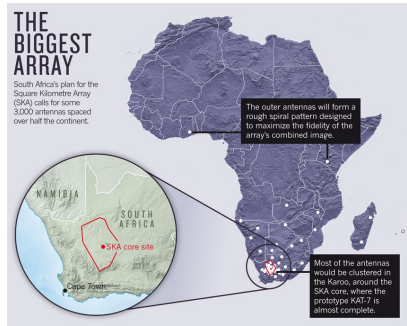 THE
BIGGEST
ARRAY
South Africa's plan for the
Square Kilometre Array
(SKA) calls for some
3,000 antennas spaced
over half the continent.
The outer antennas will form a
rough spiral pattern designed
to maximize the fidelity of the
array's combined image.
NAMIBIA
SOUTH
AFRICA
SKA core site
Cape Town
Most of the antennas
would be clustered in
the Karoo, around the
SKA core, where the
prototype KAT-7 is
almost complete.